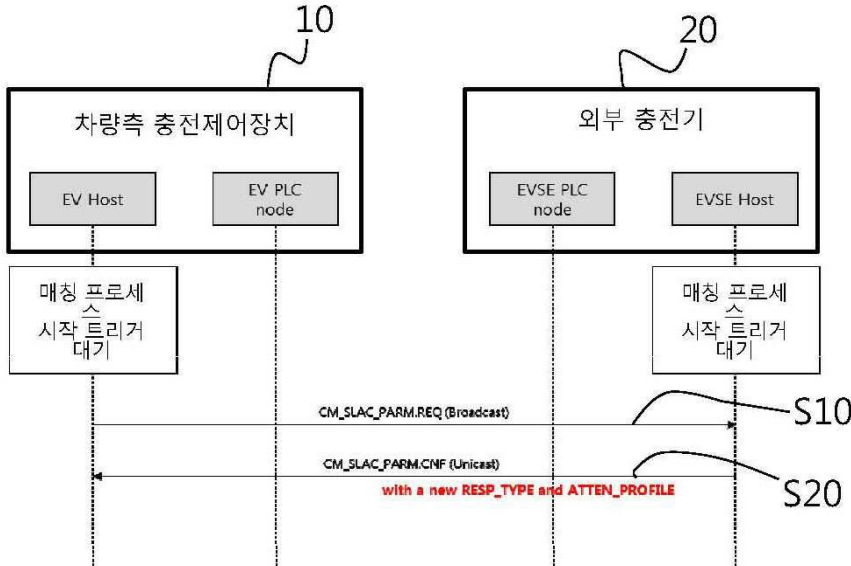 10
20
차량측 충전제어장치
외부 충전기
EV Host
EV PLC
node
EVSE PLC
node
EVSE Host
매칭 프로세
스
시작 트리거
대기
매칭 프로세
스
시작 트리거
대기
CM_SLAC_PARM.REQ (Broadcast)
S10
CM_SLAC_PARM.CNF (Unicast)
with a new RESP_TYPE and ATTEN_PROFILE
S20